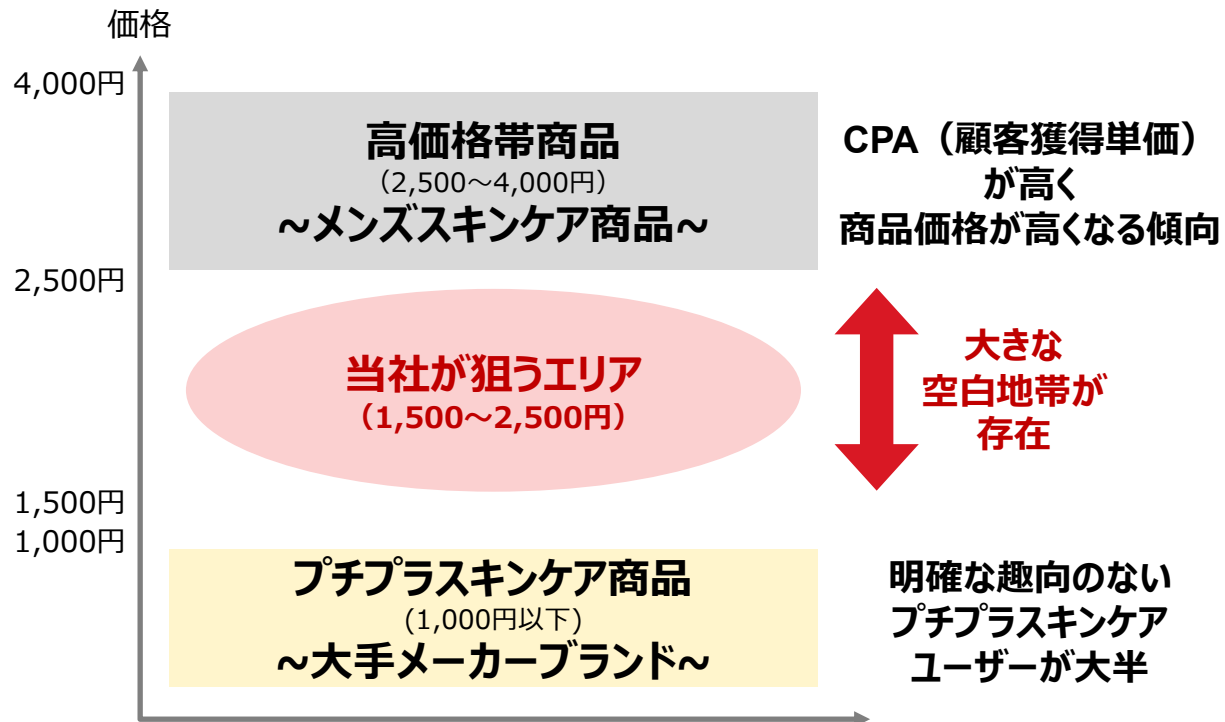 価格
4,000円
高価格帯商品
（2,500～4,000円）
~メンズスキンケア商品~
CPA（顧客獲得単価）
が高く
商品価格が高くなる傾向
2,500円
当社が狙うエリア
（1,500～2,500円）
大きな
空白地帯が
存在
1,500円
1,000円
プチプラスキンケア商品
(1,000円以下)
~大手メーカーブランド~
明確な趣向のない
プチプラスキンケア
ユーザーが大半